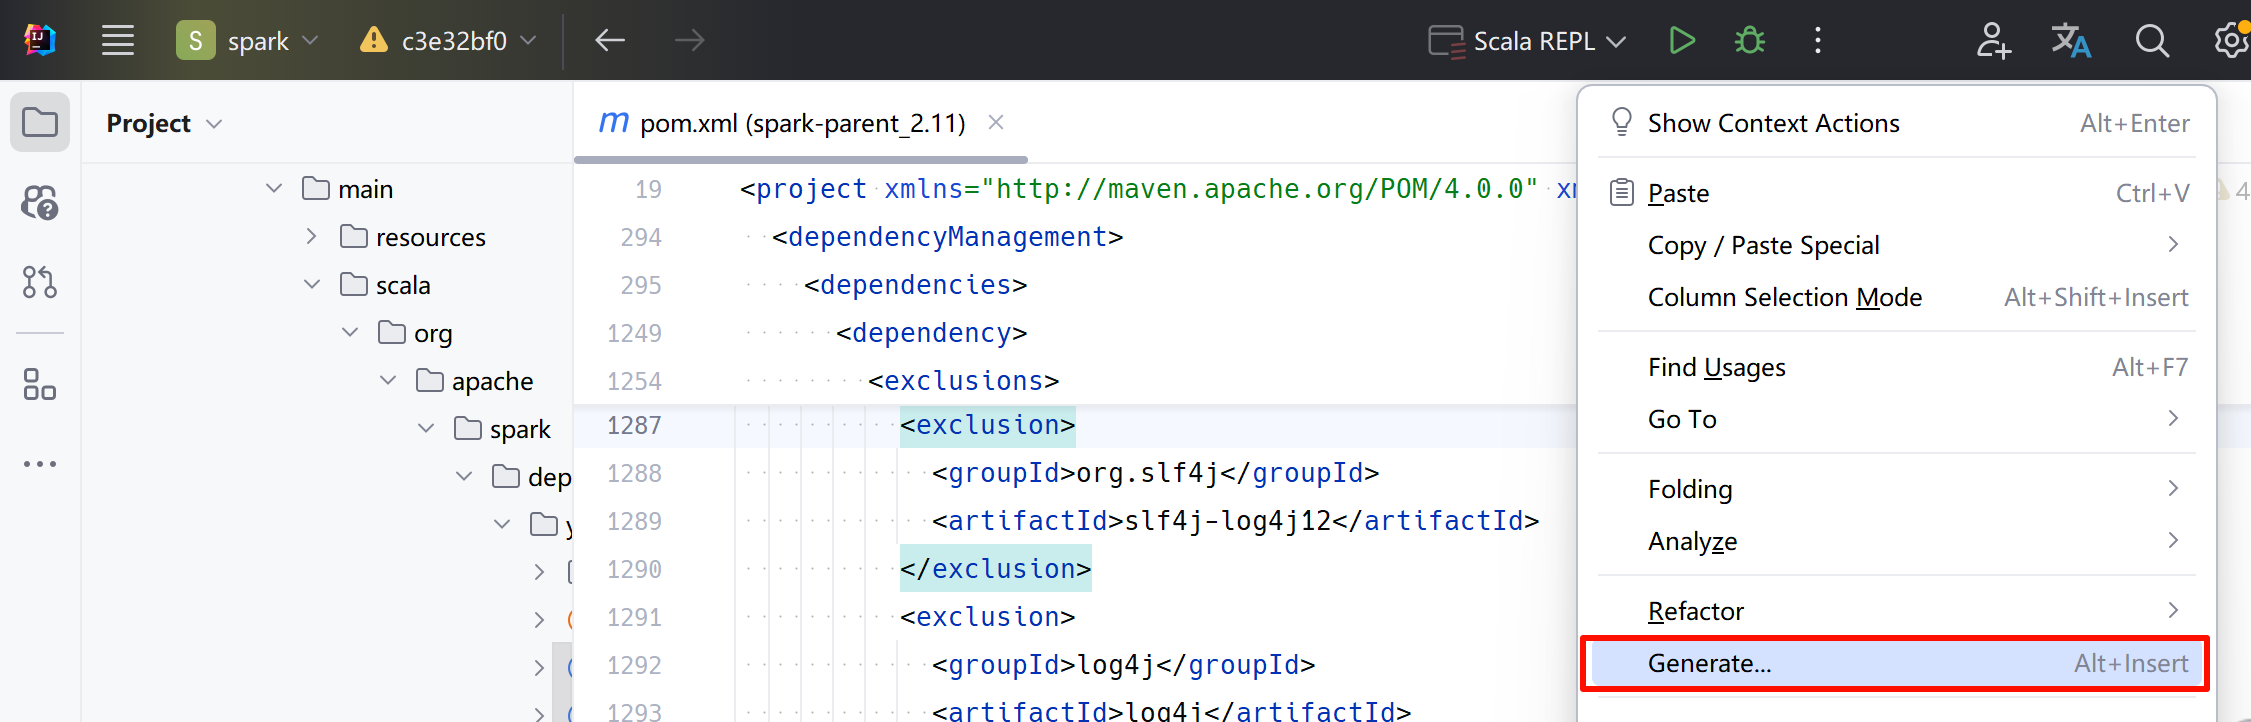 IJ
S spark c3e32bf0 Scala REPL 文A
Project
pom.xml (spark-parent_2.11)
main
resources
scala
org
apache
spark
dep
19 <project xmlns="http://maven.apache.org/POM/4.0.0"
294 <dependencyManagement>
295 <dependencies>
1249 <dependency>
1254 <exclusions>
1287 <exclusion>
1288 <groupId>org.slf4j</groupId>
1289 <artifactId>slf4j-log4j12</artifactId>
1290 </exclusion>
1291 <exclusion>
1292 <groupId>log4j</groupId>
1293 <artifactId>log4j</artifactId>
4
Show Context Actions Alt+Enter
Paste Ctrl+V
Copy / Paste Special
Column Selection Mode Alt+Shift+Insert
Find Usages Alt+F7
Go To
Folding
Analyze
Refactor
Generate... Alt+Insert